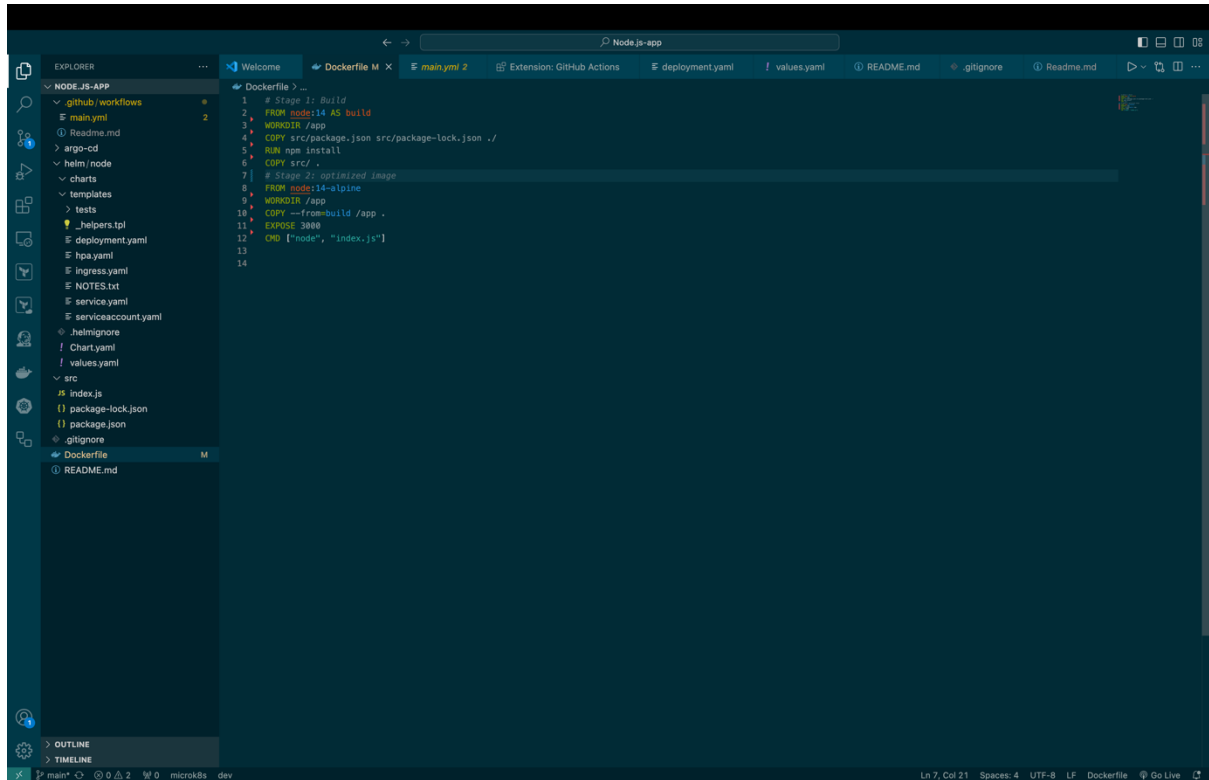 Node.js-app
EXPLORER
Welcome
Dockerfile M
main.yml 2
Extension: GitHub Actions
deployment.yaml
values.yaml
README.md
.gitignore
Readme.md
NODE.JS-APP
.github/workflows
main.yml 2
Readme.md
argo-cd
helm/node
charts
templates
tests
_helpers.tpl
deployment.yaml
hpa.yaml
ingress.yaml
NOTES.txt
service.yaml
serviceaccount.yaml
.helmignore
Chart.yaml
values.yaml
src
index.js
package-lock.json
package.json
.gitignore
Dockerfile M
README.md
OUTLINE
TIMELINE
Dockerfile > ...
1 # Stage 1: Build
2 FROM node:14 AS build
3 WORKDIR /app
4 COPY src/package.json src/package-lock.json ./
5 RUN npm install
6 COPY src/ .
7 # Stage 2: optimized image
8 FROM node:14-alpine
9 WORKDIR /app
10 COPY --from=build /app .
11 EXPOSE 3000
12 CMD ["node", "index.js"]
13
14
main* 0 2 0 microk8s dev
Ln 7, Col 21 Spaces: 4 UTF-8 LF Dockerfile Go Live